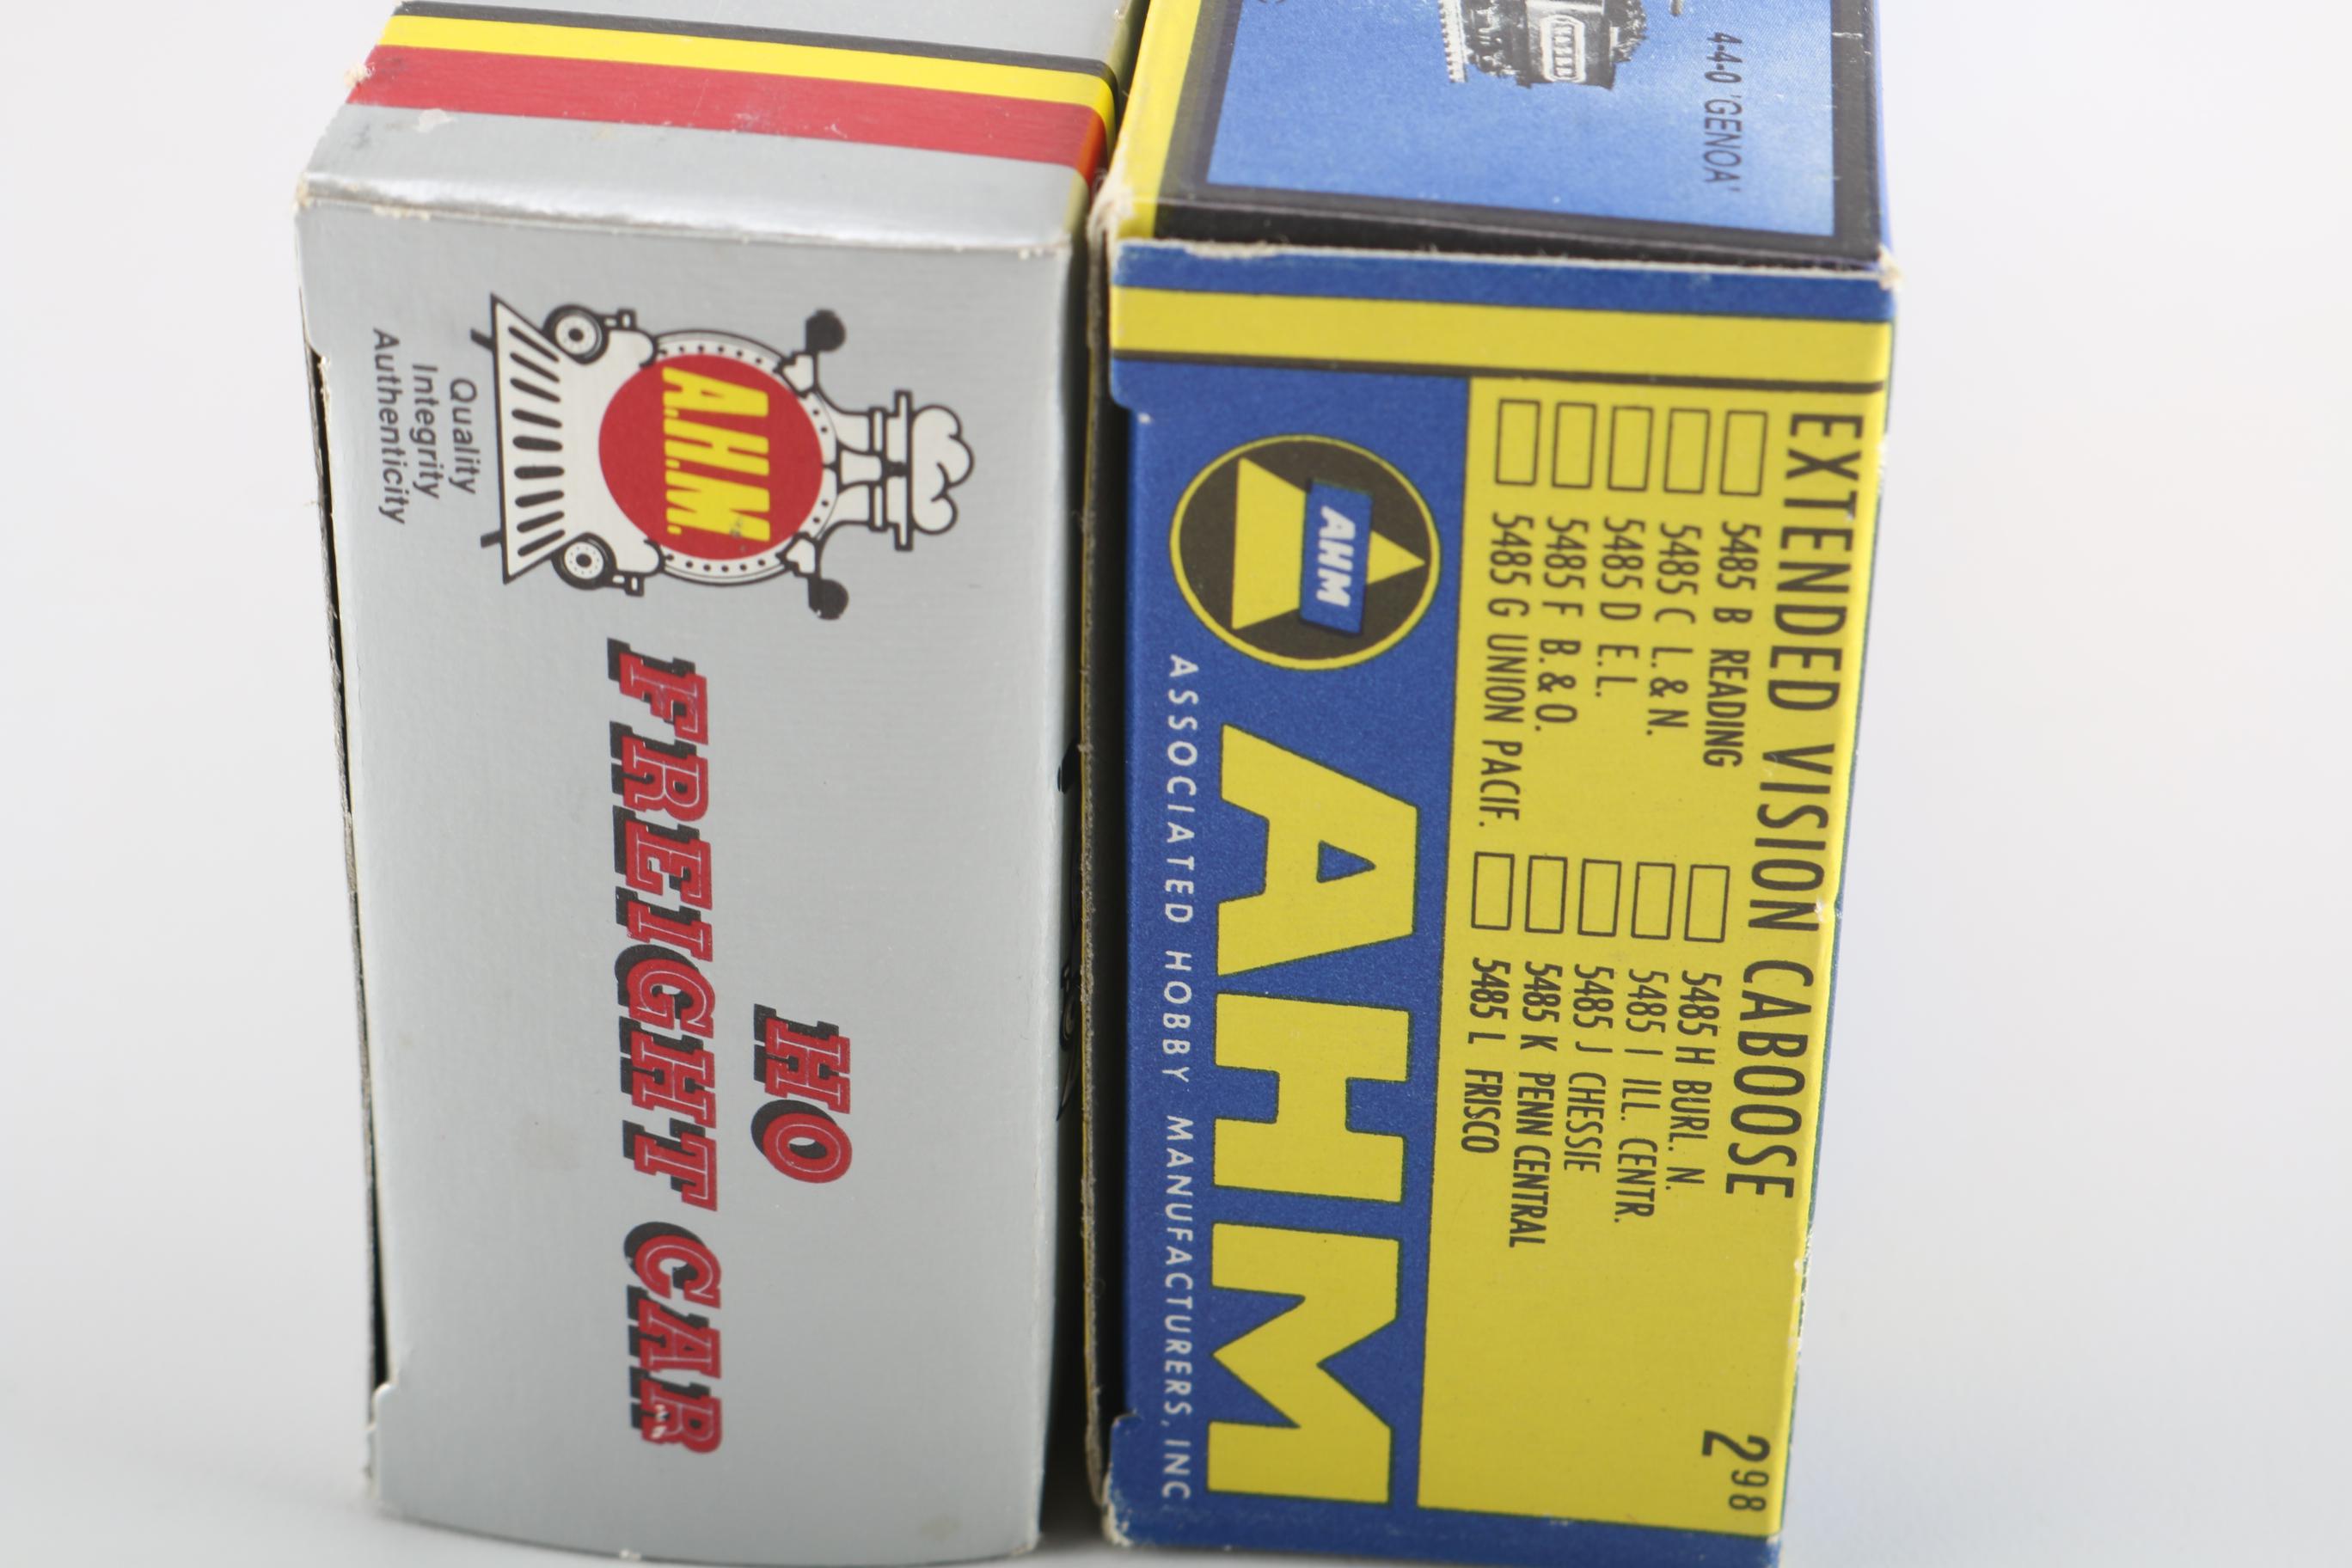 A.H.M.
Quality
Integrity
Authenticity
HO
FREIGHT CAR
4-4-0 'GENOA'
EXTENDED VISION CABOOSE
5485 B READING
5485 C L. & N.
5485 D E. L.
5485 F B. & O.
5485 G UNION PACIF.
5485 H BURL. N.
5485 I ILL. CENTR.
5485 J CHESSIE
5485 K PENN CENTRAL
5485 L FRISCO
298
AHM
AHM
ASSOCIATED HOBBY MANUFACTURERS, INC.